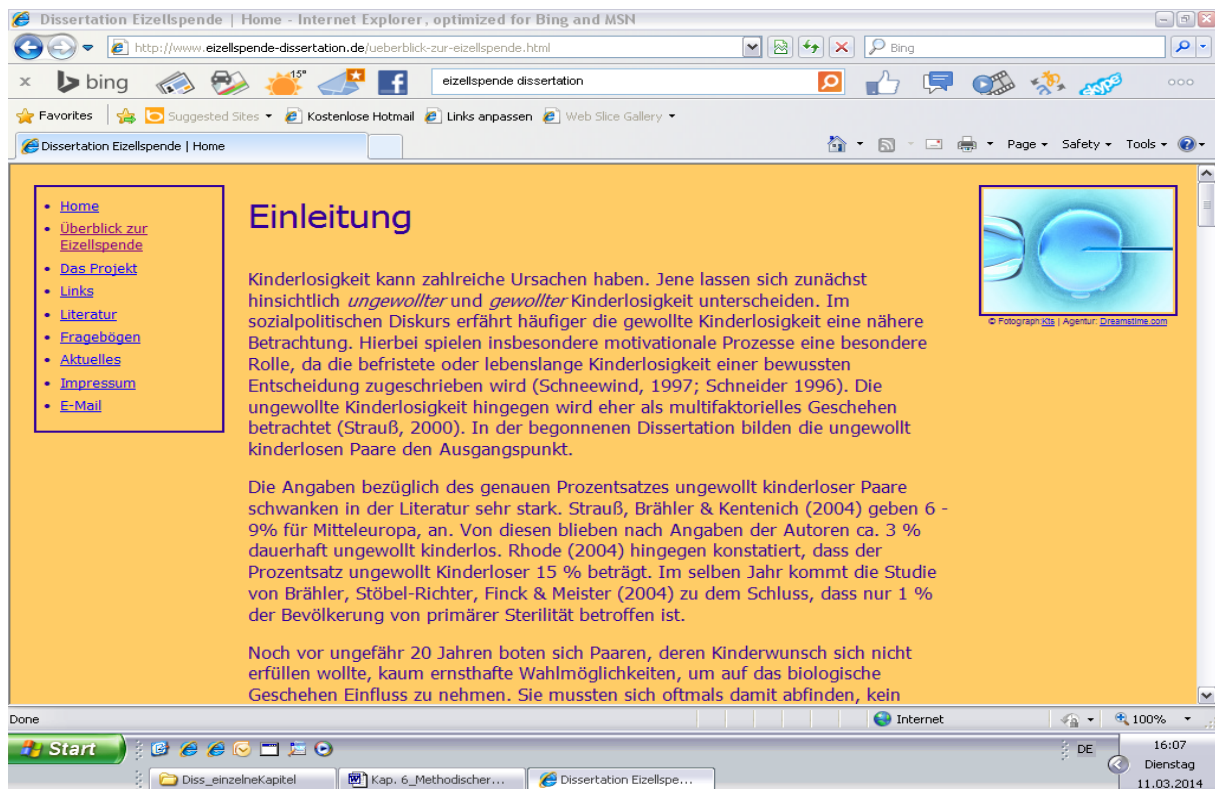 Dissertation Eizellspende | Home - Internet Explorer, optimized for Bing and MSN
http://www.eizellspende-dissertation.de/ueberblick-zur-eizellspende.html
Bing
x bing 15° eizellspende dissertation skype
Favorites Suggested Sites Kostenlose Hotmail Links anpassen Web Slice Gallery
Dissertation Eizellspende | Home
Page Safety Tools
Home
Überblick zur
Eizellspende
Das Projekt
Links
Literatur
Fragebögen
Aktuelles
Impressum
E-Mail
Einleitung
Kinderlosigkeit kann zahlreiche Ursachen haben. Jene lassen sich zunächst
hinsichtlich ungewollter und gewollter Kinderlosigkeit unterscheiden. Im
sozialpolitischen Diskurs erfährt häufiger die gewollte Kinderlosigkeit eine nähere
Betrachtung. Hierbei spielen insbesondere motivationale Prozesse eine besondere
Rolle, da die befristete oder lebenslange Kinderlosigkeit einer bewussten
Entscheidung zugeschrieben wird (Schneewind, 1997; Schneider 1996). Die
ungewollte Kinderlosigkeit hingegen wird eher als multifaktorielles Geschehen
betrachtet (Strauß, 2000). In der begonnenen Dissertation bilden die ungewollt
kinderlosen Paare den Ausgangspunkt.
Die Angaben bezüglich des genauen Prozentsatzes ungewollt kinderloser Paare
schwanken in der Literatur sehr stark. Strauß, Brähler & Kentenich (2004) geben 6 -
9% für Mitteleuropa, an. Von diesen blieben nach Angaben der Autoren ca. 3 %
dauerhaft ungewollt kinderlos. Rhode (2004) hingegen konstatiert, dass der
Prozentsatz ungewollt Kinderloser 15 % beträgt. Im selben Jahr kommt die Studie
von Brähler, Stöbel-Richter, Finck & Meister (2004) zu dem Schluss, dass nur 1 %
der Bevölkerung von primärer Sterilität betroffen ist.
Noch vor ungefähr 20 Jahren boten sich Paaren, deren Kinderwunsch sich nicht
erfüllen wollte, kaum ernsthafte Wahlmöglichkeiten, um auf das biologische
Geschehen Einfluss zu nehmen. Sie mussten sich oftmals damit abfinden, kein
© Fotograph:Kts | Agentur: Dreamstime.com
Done Internet 100%
Start DE 16:07
Dienstag
11.03.2014
Diss_einzelneKapitel Kap. 6_Methodischer... Dissertation Eizellspe...